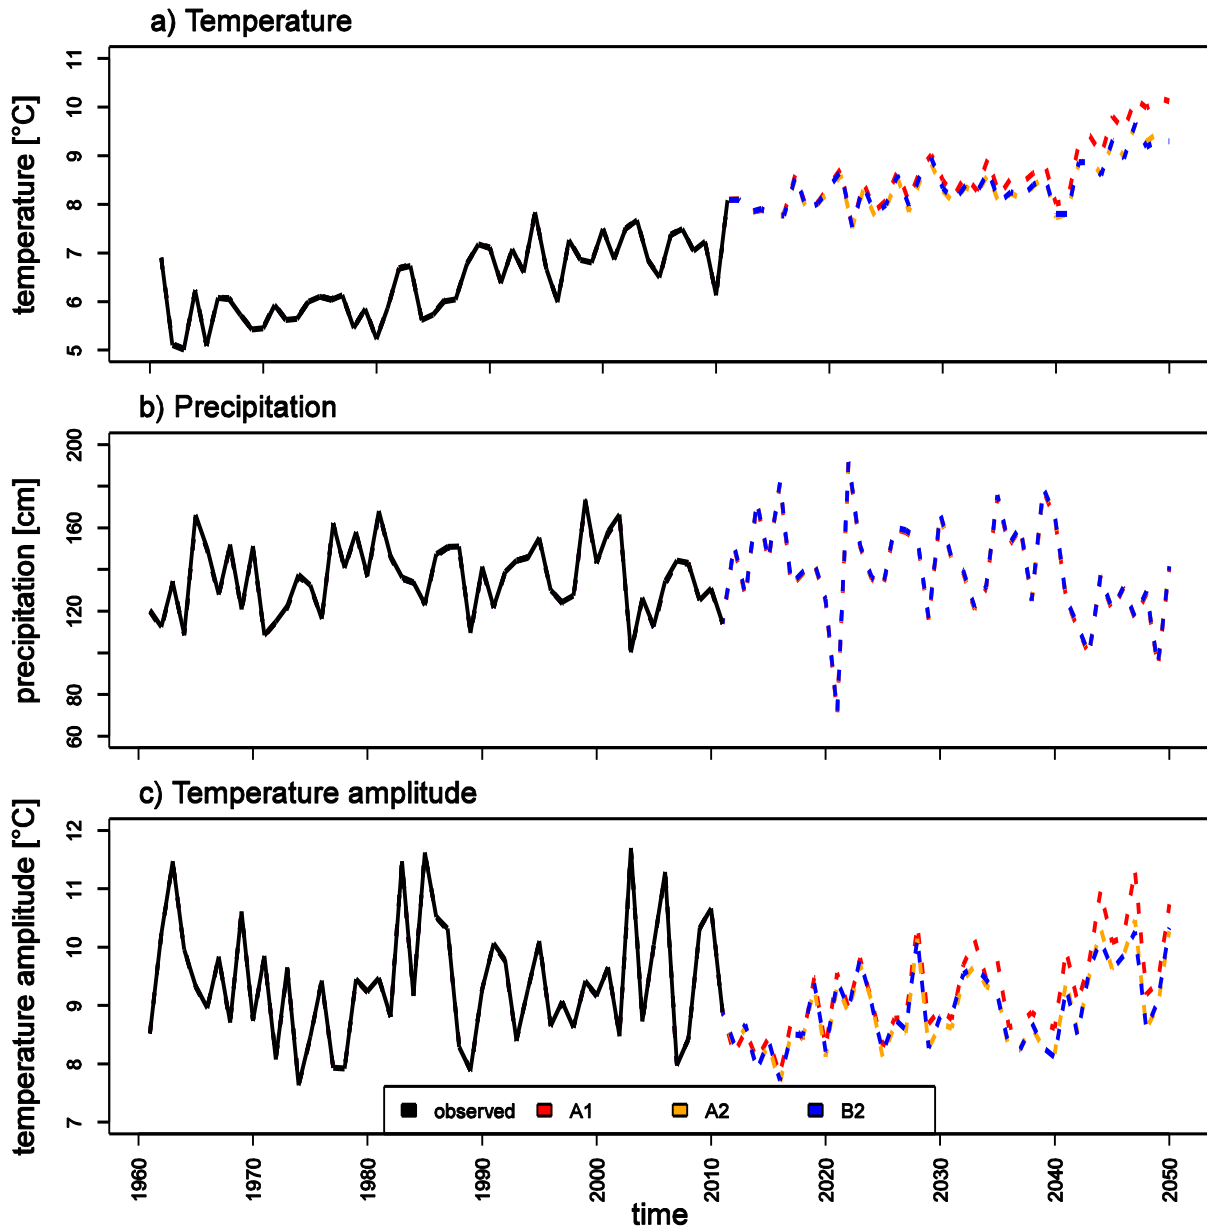 a) Temperature
temperature [°C]
11
10
9
8
7
6
5
b) Precipitation
precipitation [cm]
200
160
120
80
60
c) Temperature amplitude
temperature amplitude [°C]
12
11
10
9
8
7
observed A1 A2 B2
1960 1970 1980 1990 2000 2010 2020 2030 2040 2050
time